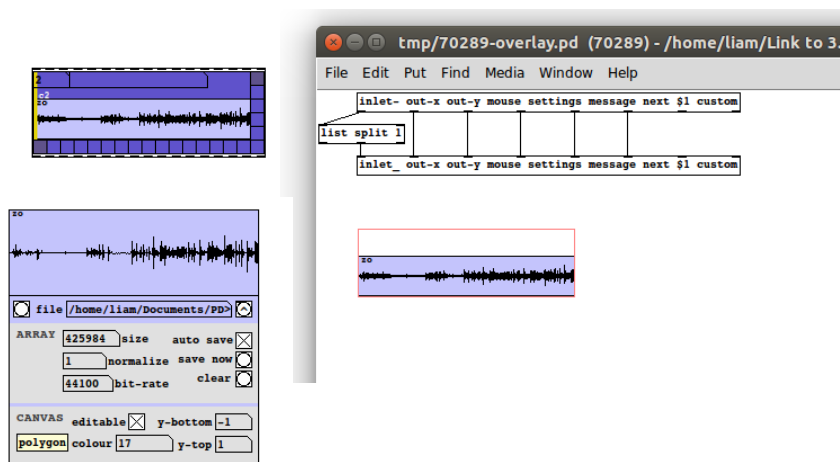 2
c2
zo
zo
file /home/liam/Documents/PD>
ARRAY 425984 size auto save
1 normalize save now
44100 bit-rate clear
CANVAS editable y-bottom -1
polygon colour 17 y-top 1
tmp/70289-overlay.pd (70289) - /home/liam/Link to 3.
File Edit Put Find Media Window Help
inlet- out-x out-y mouse settings message next $1 custom
list split 1
inlet_ out-x out-y mouse settings message next $1 custom
zo